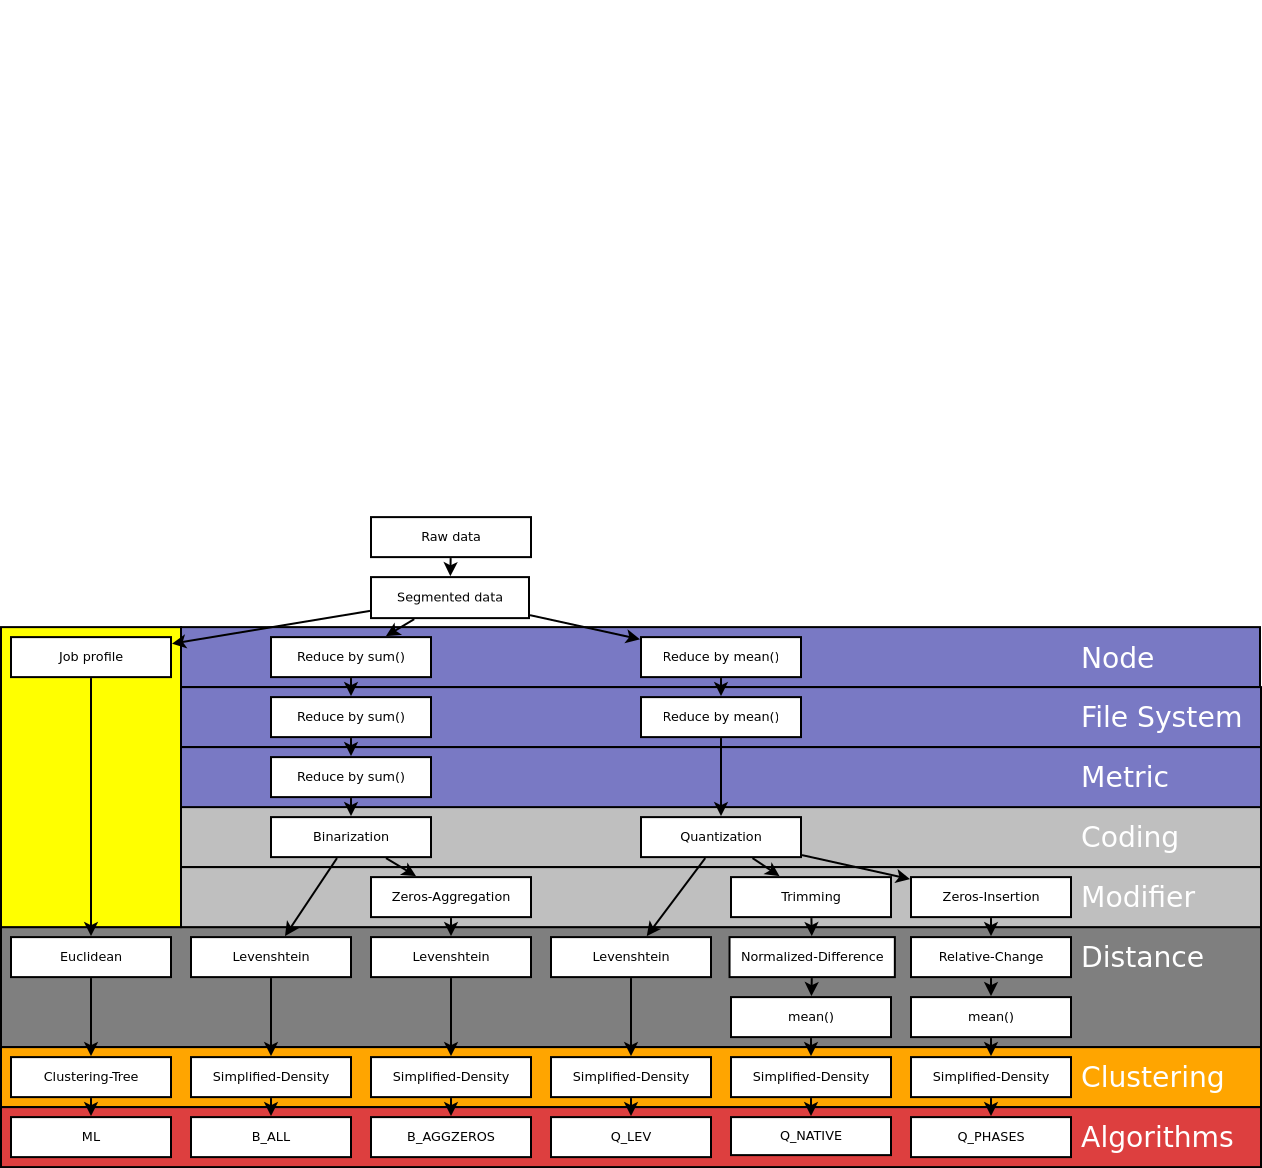 Raw data
Segmented data
Job profile
Reduce by sum()
Reduce by mean()
Node
Reduce by sum()
Reduce by mean()
File System
Reduce by sum()
Metric
Binarization
Quantization
Coding
Zeros-Aggregation
Trimming
Zeros-Insertion
Modifier
Euclidean
Levenshtein
Levenshtein
Levenshtein
Normalized-Difference
Relative-Change
Distance
mean()
mean()
Clustering-Tree
Simplified-Density
Simplified-Density
Simplified-Density
Simplified-Density
Simplified-Density
Clustering
ML
B_ALL
B_AGGZEROS
Q_LEV
Q_NATIVE
Q_PHASES
Algorithms